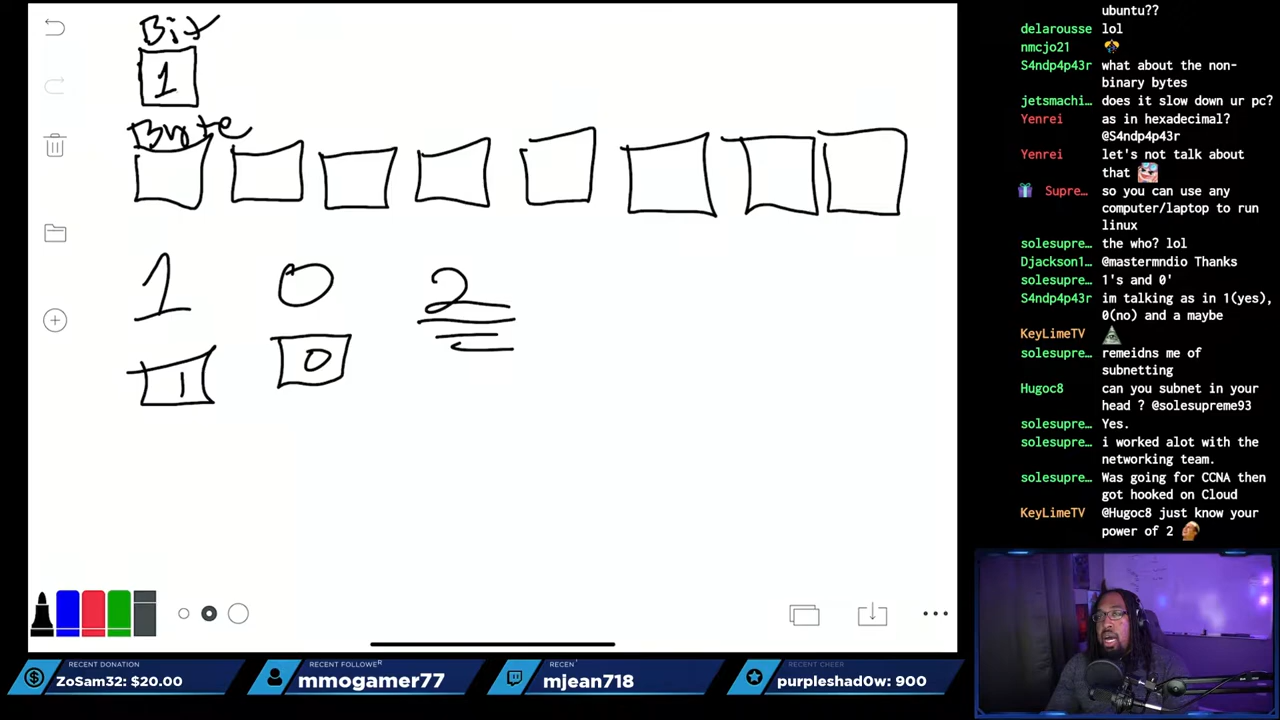 Bit
1
Byte
1 0 2
1 0
ubuntu??
delarousse lol
nmcjo21
S4ndp4p43r what about the non-
binary bytes
jetsmachi… does it slow down ur pc?
Yenrei as in hexadecimal?
@S4ndp4p43r
Yenrei let's not talk about
that
Supre… so you can use any
computer/laptop to run
linux
solesupre… the who? lol
Djackson1… @mastermndio Thanks
solesupre… 1's and 0'
S4ndp4p43r im talking as in 1(yes),
0(no) and a maybe
KeyLimeTV
solesupre… remeidns me of
subnetting
Hugoc8 can you subnet in your
head ? @solesupreme93
solesupre… Yes.
solesupre… i worked alot with the
networking team.
solesupre… Was going for CCNA then
got hooked on Cloud
KeyLimeTV @Hugoc8 just know your
power of 2
RECENT DONATION
ZoSam32: $20.00
RECENT FOLLOWER
mmogamer77
RECEN
mjean718
RECENT CHEER
purpleshad0w: 900